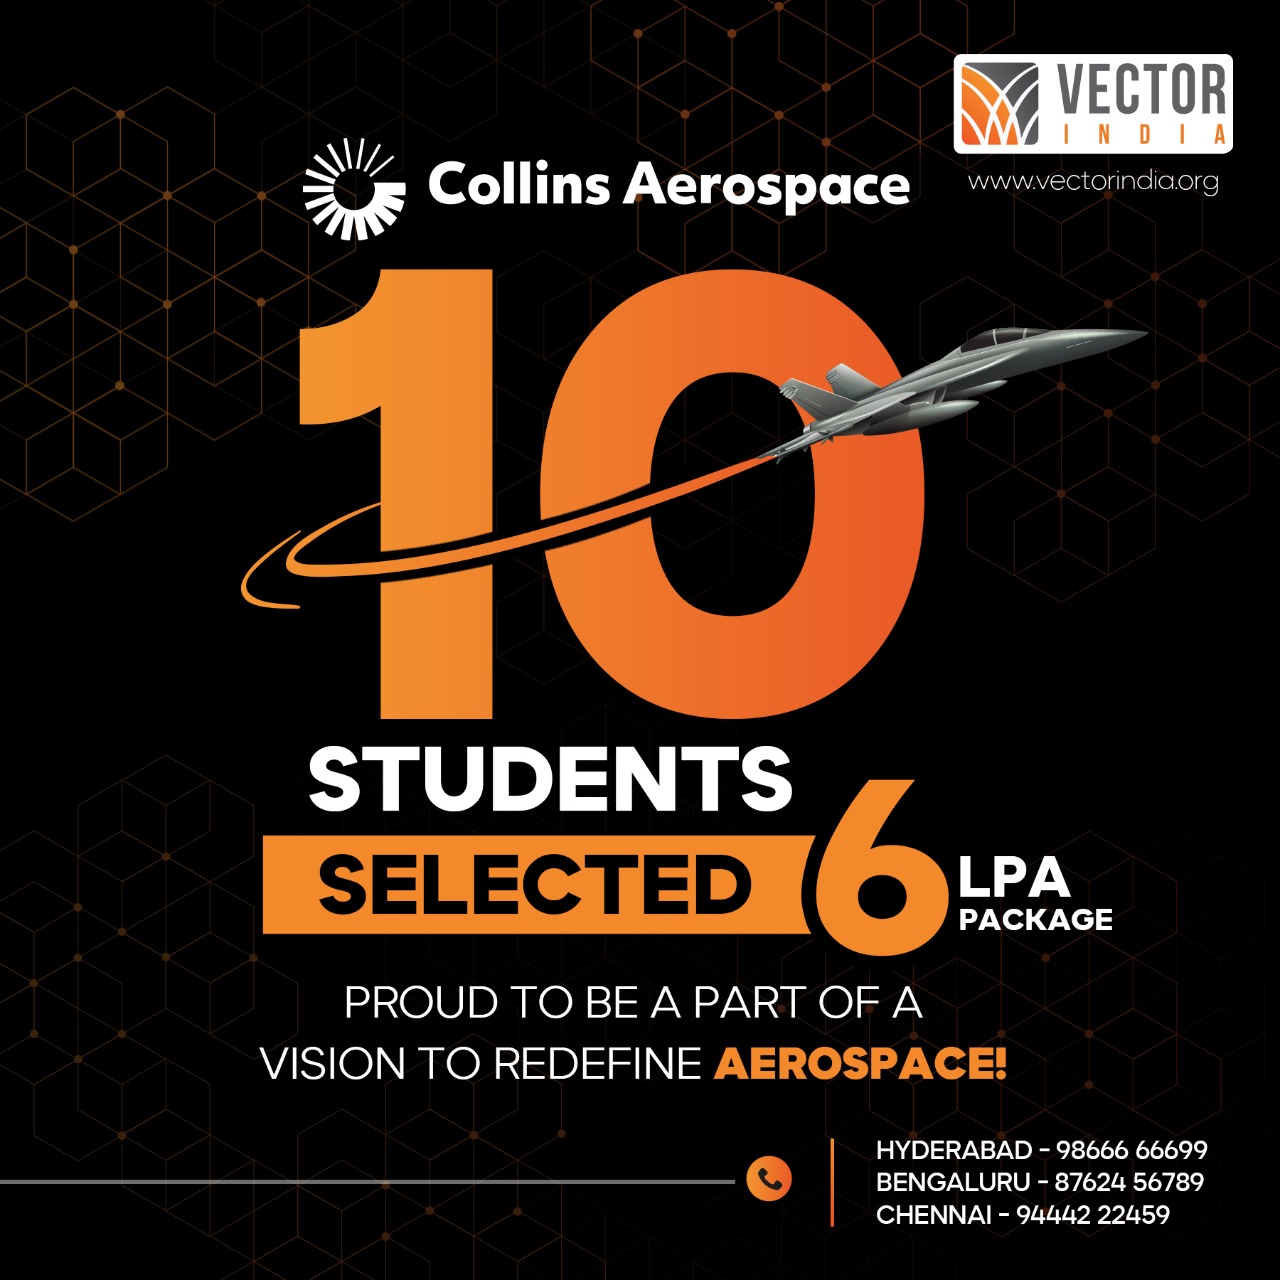 VECTOR
INDIA
www.vectorindia.org
Collins Aerospace
10
STUDENTS
SELECTED 6 LPA
PACKAGE
PROUD TO BE A PART OF A
VISION TO REDEFINE AEROSPACE!
HYDERABAD - 98666 66699
BENGALURU - 87624 56789
CHENNAI - 94442 22459